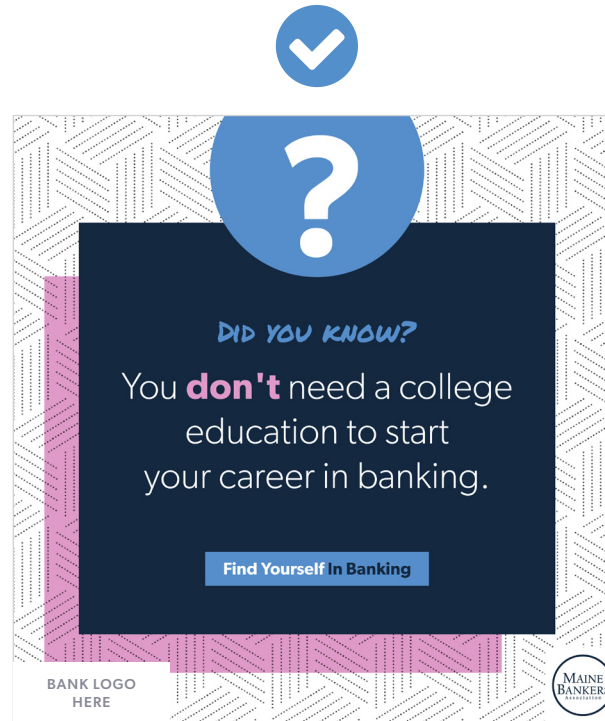 ?
DID YOU KNOW?
You don't need a college
education to start
your career in banking.
Find Yourself In Banking
BANK LOGO
HERE
MAINE
BANKERS
Association